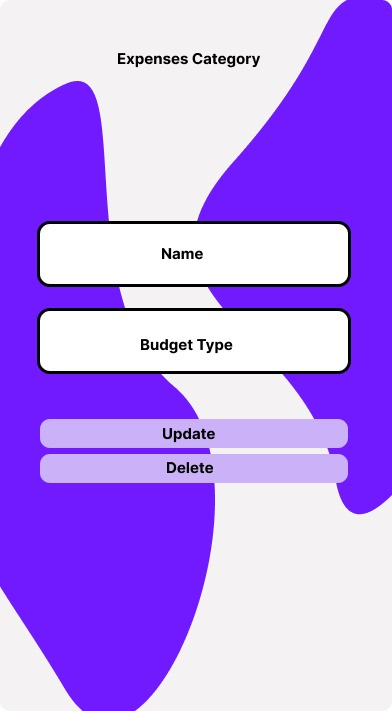 Expenses Category
Name
Budget Type
Update
Delete